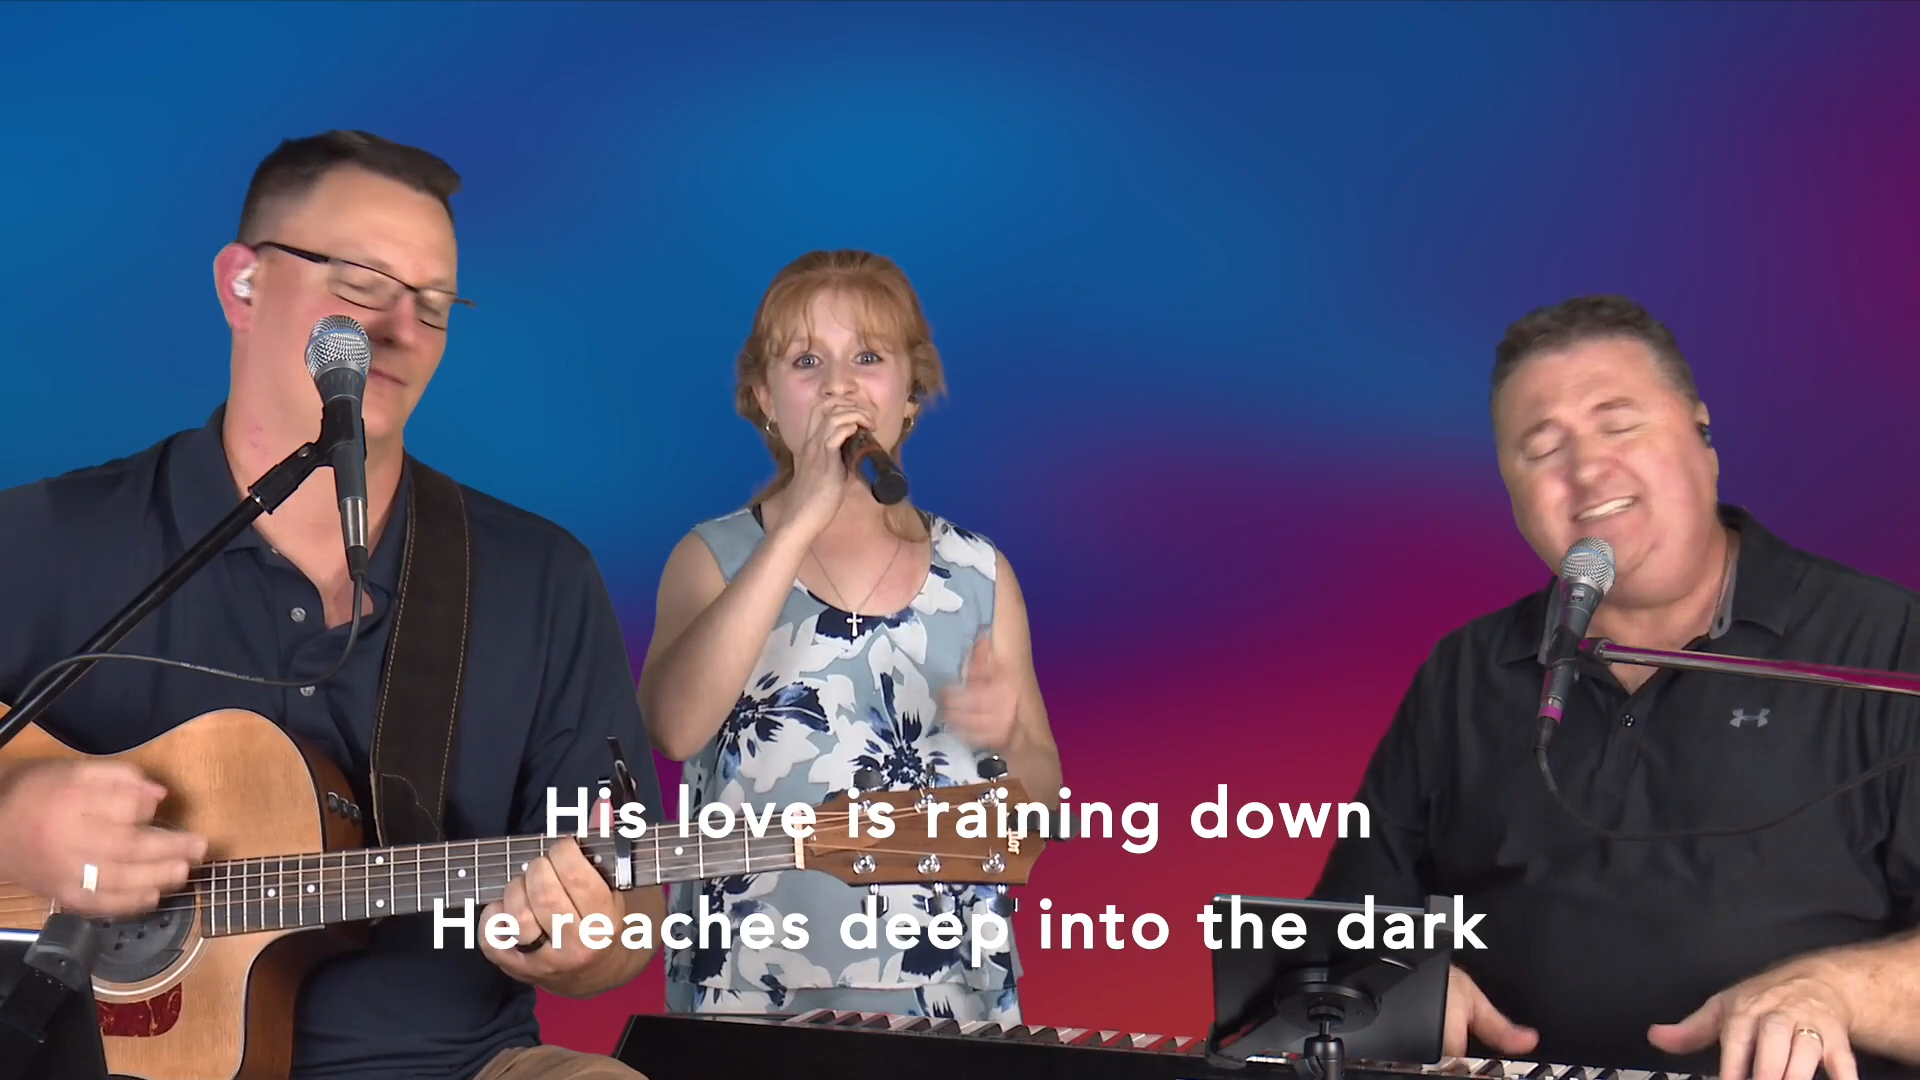 His love is raining down
He reaches deep into the dark